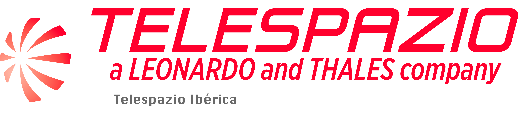 TELESPAZIO
a LEONARDO and THALES company
Telespazio Ibérica